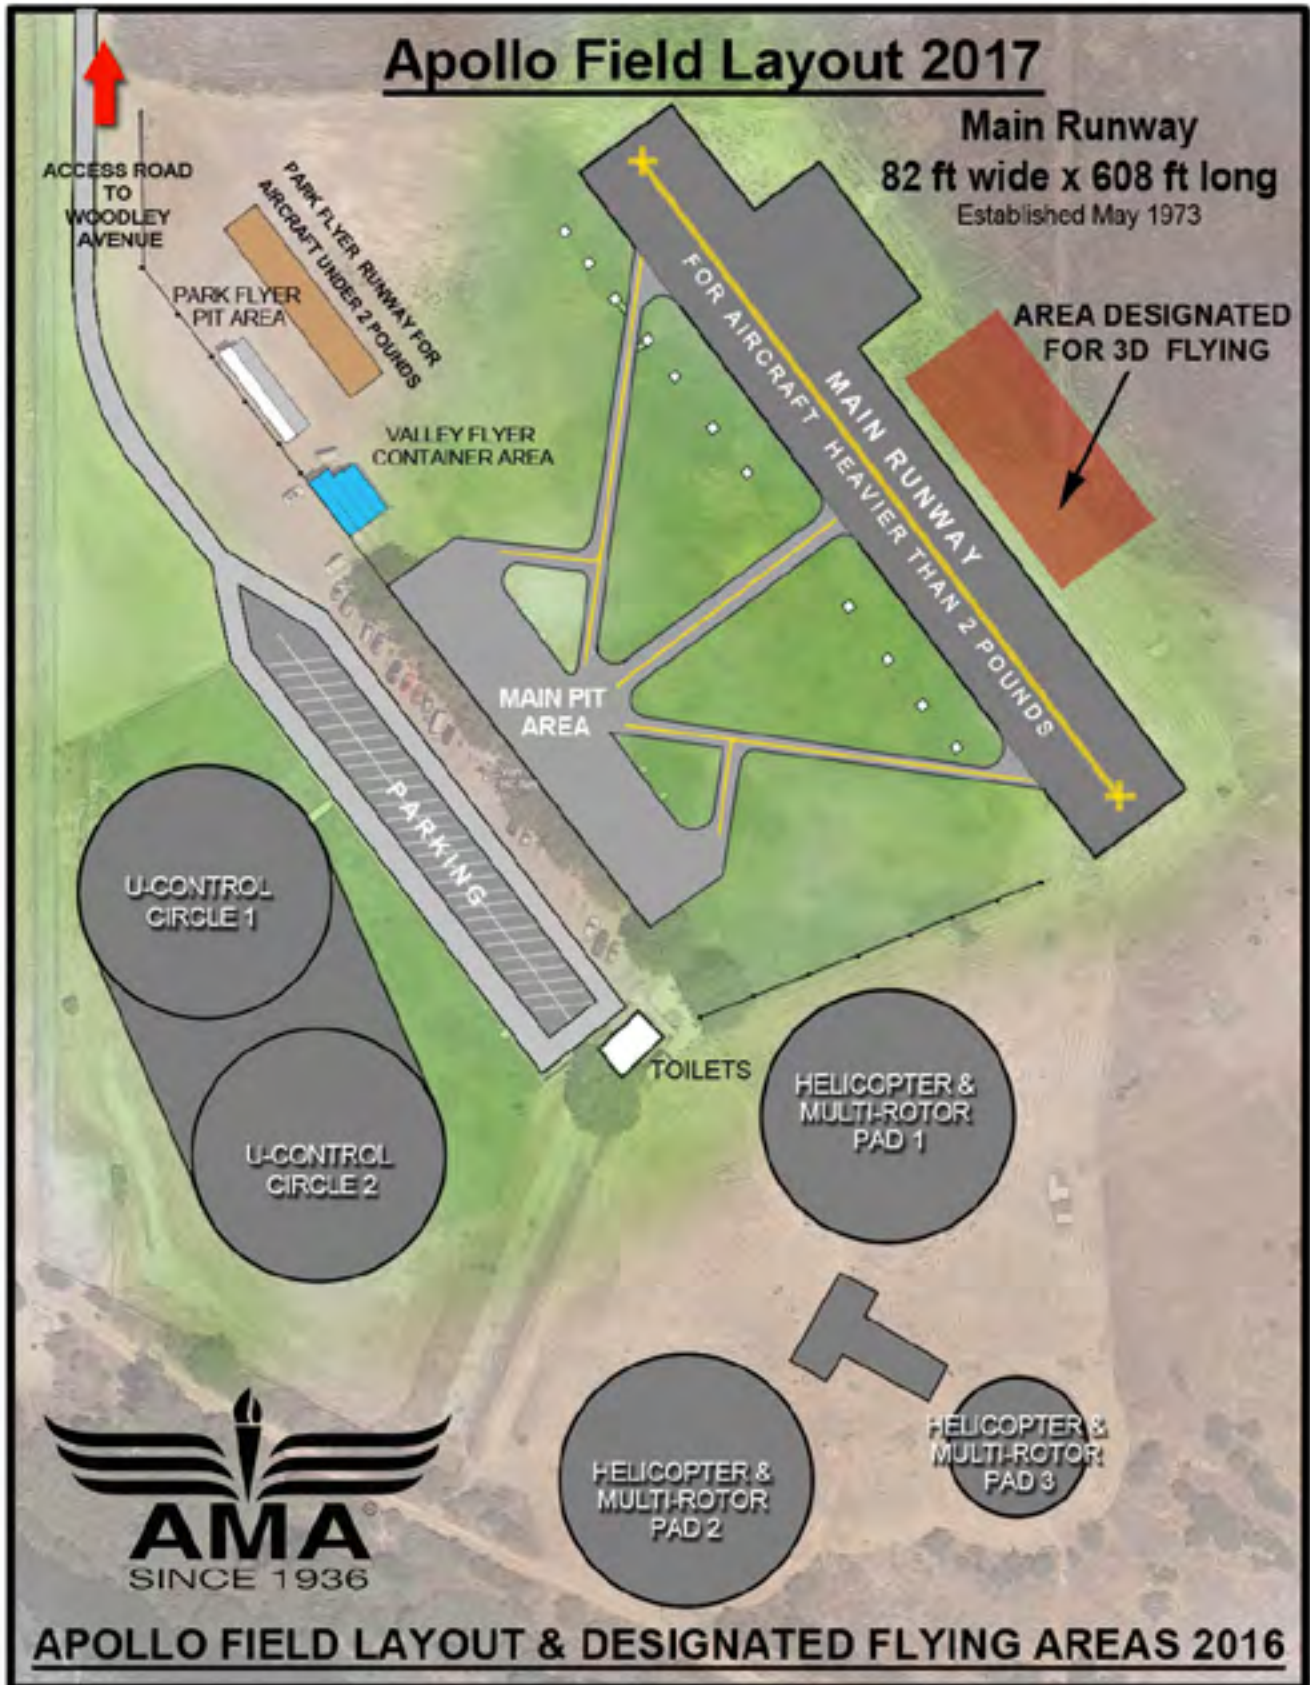 Apollo Field Layout 2017
Main Runway
82 ft wide x 608 ft long
Established May 1973
ACCESS ROAD
TO
WOODLEY
AVENUE
PARK FLYER RUNWAY FOR
AIRCRAFT UNDER 2 POUNDS
PARK FLYER
PIT AREA
AREA DESIGNATED
FOR 3D FLYING
MAIN RUNWAY
FOR AIRCRAFT HEAVIER THAN 2 POUNDS
VALLEY FLYER
CONTAINER AREA
MAIN PIT
AREA
PARKING
U-CONTROL
CIRCLE 1
TOILETS
HELICOPTER &
MULTI-ROTOR
PAD 1
U-CONTROL
CIRCLE 2
HELICOPTER &
MULTI-ROTOR
PAD 2
HELICOPTER &
MULTI-ROTOR
PAD 3
AMA®
SINCE 1936
APOLLO FIELD LAYOUT & DESIGNATED FLYING AREAS 2016